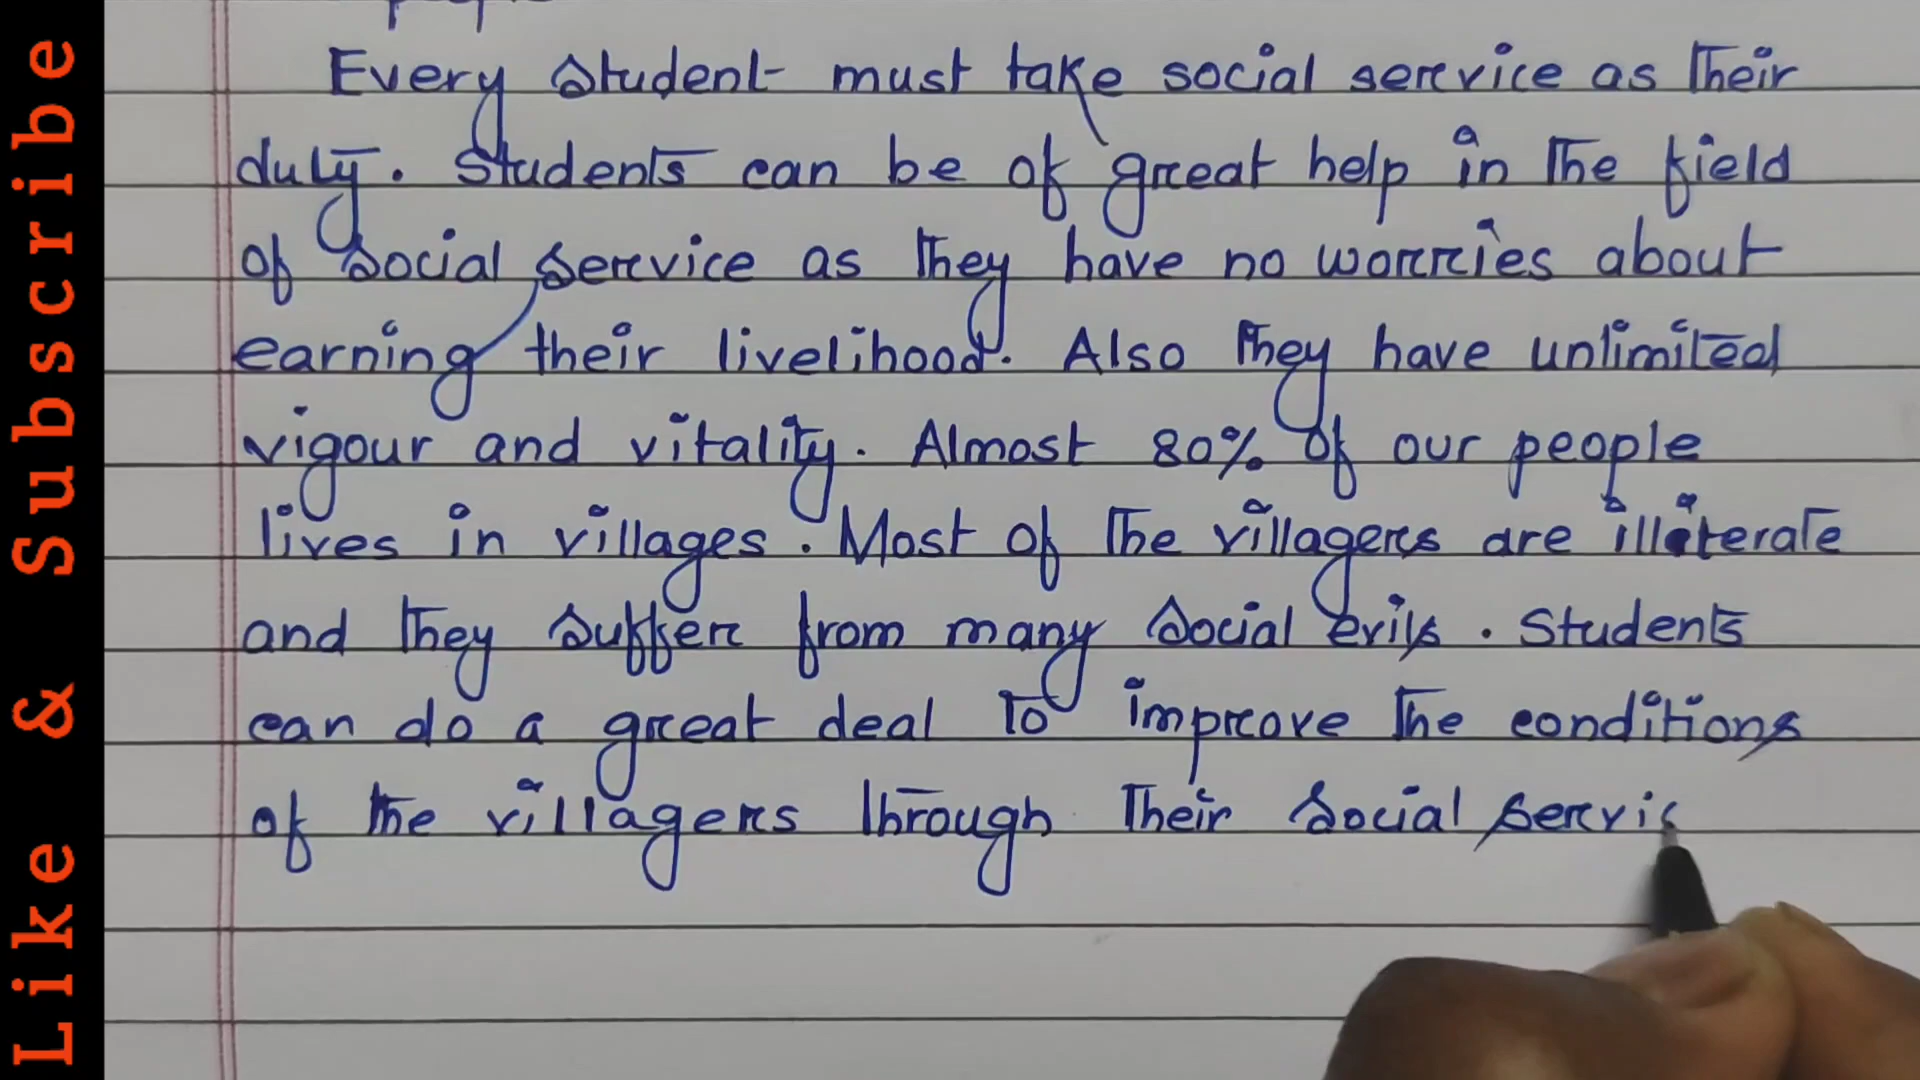 Like & Subscribe
Every student must take social service as their
duty. Students can be of great help in the field
of social service as they have no worries about
earning their livelihood. Also they have unlimited
vigour and vitality. Almost 80% of our people
lives in villages. Most of the villagers are illiterate
and they suffer from many social evils. Students
can do a great deal to improve the conditions
of the villagers through their social servic